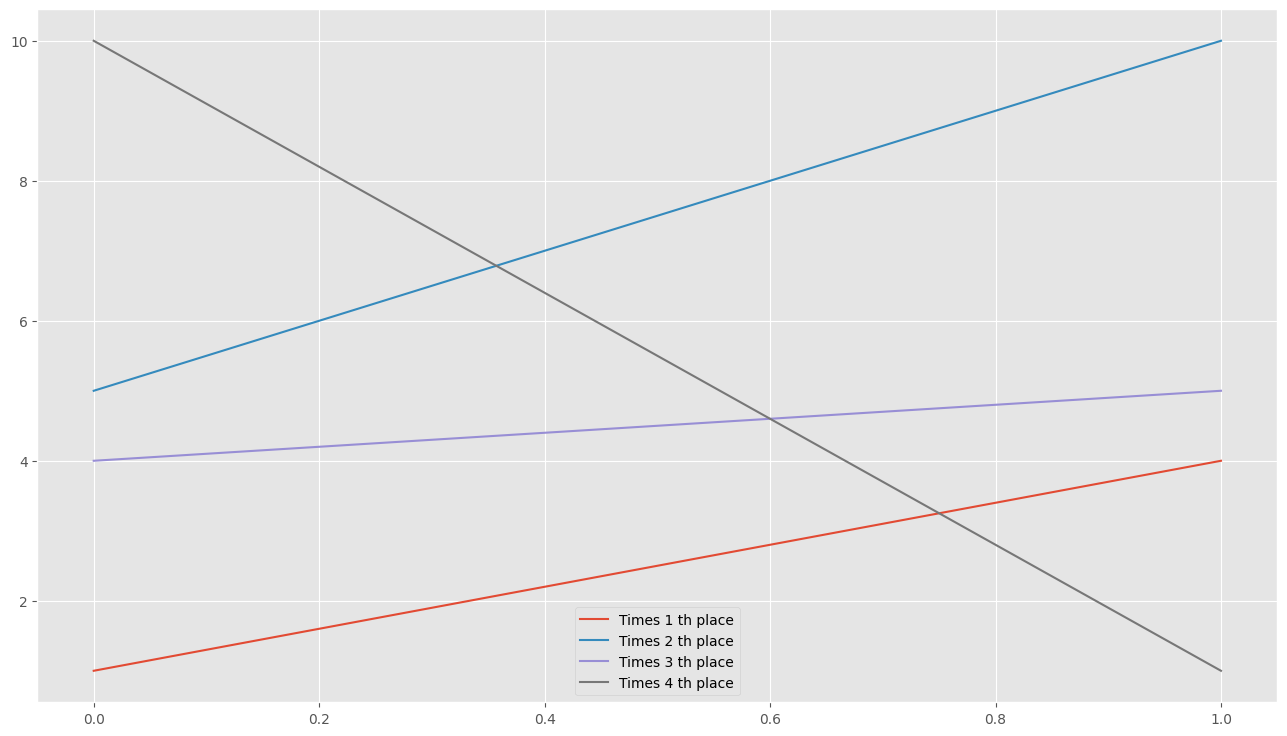 10
8
6
4
2
0.0 0.2 0.4 0.6 0.8 1.0
Times 1 th place
Times 2 th place
Times 3 th place
Times 4 th place